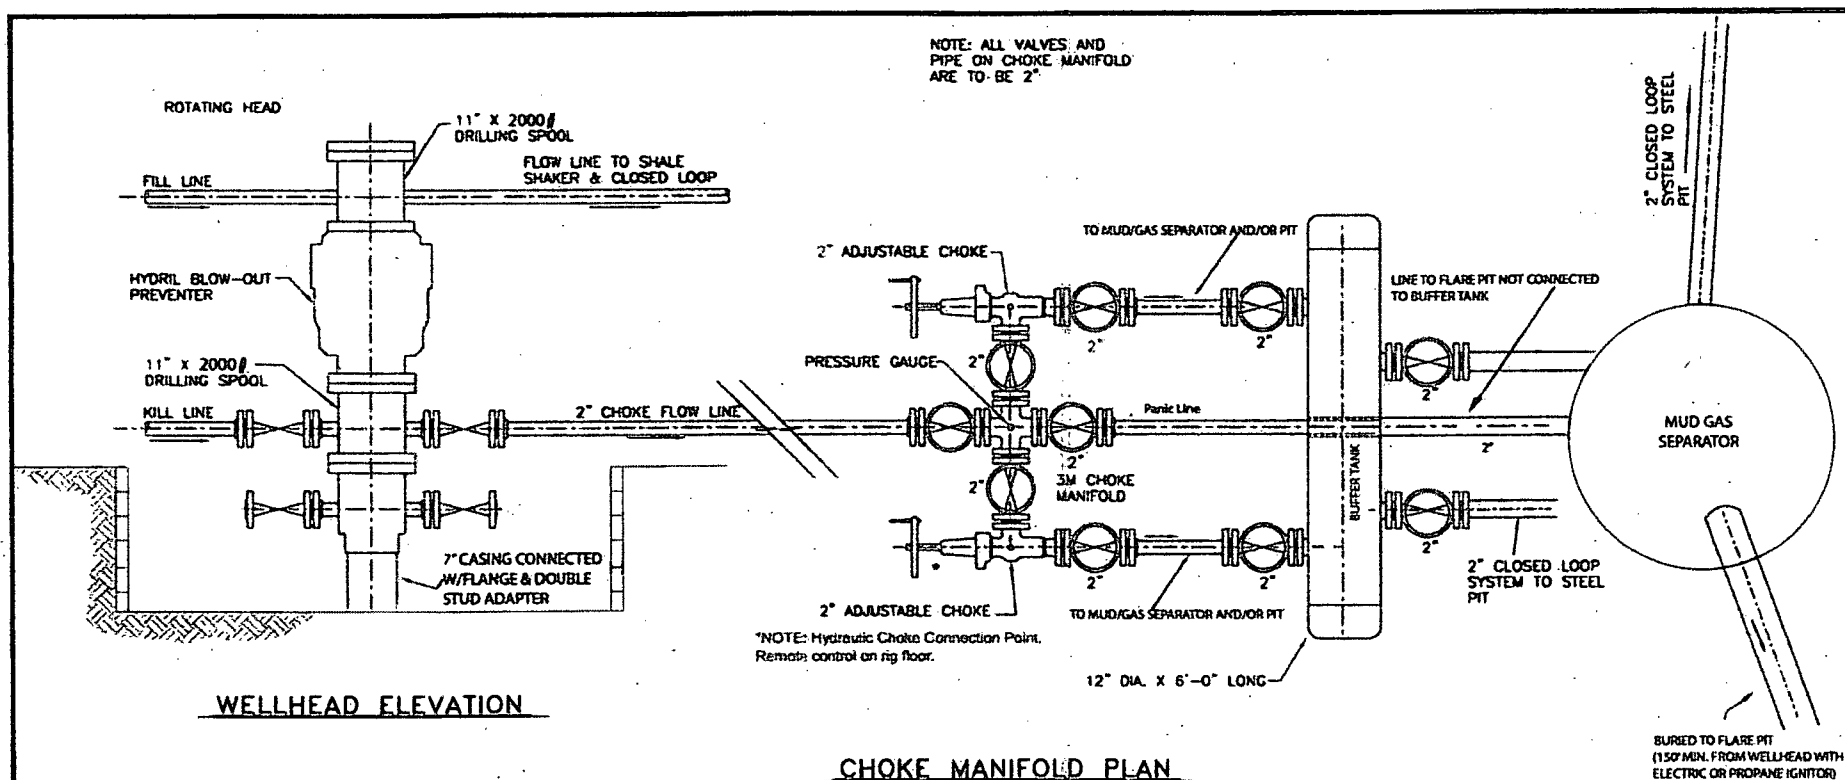 NOTE: ALL VALVES AND
PIPE ON CHOKE MANIFOLD
ARE TO BE 2"
ROTATING HEAD
11" X 2000#
DRILLING SPOOL
FLOW LINE TO SHALE
SHAKER & CLOSED LOOP
FILL LINE
HYDRIL BLOW-OUT
PREVENTER
11" X 2000#
DRILLING SPOOL
KILL LINE
2" CHOKE FLOW LINE
7" CASING CONNECTED
W/FLANGE & DOUBLE
STUD ADAPTER
WELLHEAD ELEVATION
2" ADJUSTABLE CHOKE
TO MUD/GAS SEPARATOR AND/OR PIT
2"
2"
2"
PRESSURE GAUGE
Panic Line
2"
2"
3M CHOKE
MANIFOLD
2"
2"
2" ADJUSTABLE CHOKE
*
TO MUD/GAS SEPARATOR AND/OR PIT
*NOTE: Hydraulic Choke Connection Point.
Remote control on rig floor.
12" DIA. X 6'-0" LONG
BUFFER TANK
CHOKE MANIFOLD PLAN
2" CLOSED LOOP
SYSTEM TO STEEL
PIT
LINE TO FLARE PIT NOT CONNECTED
TO BUFFER TANK
2"
2"
2"
MUD GAS
SEPARATOR
2" CLOSED LOOP
SYSTEM TO STEEL
PIT
BURIED TO FLARE PIT
(150' MIN. FROM WELLHEAD WITH
ELECTRIC OR PROPANE IGNITOR)